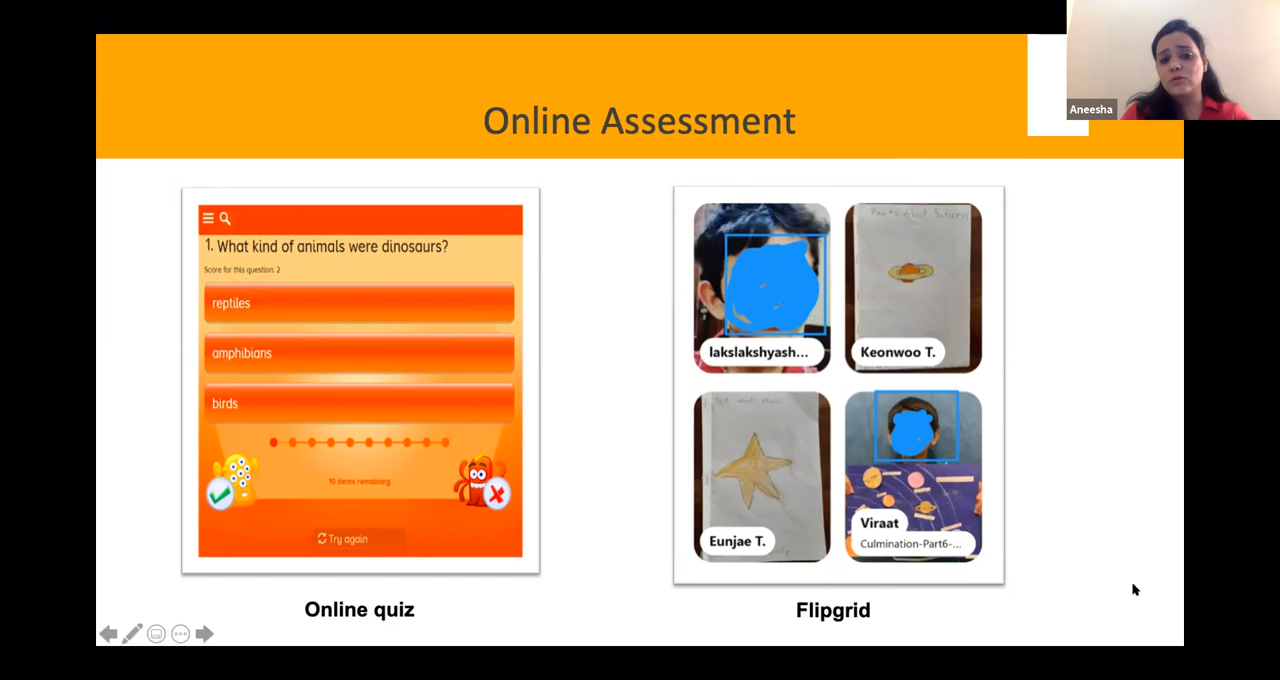 Aneesha
Online Assessment
1. What kind of animals were dinosaurs?
Score for this question: 2
reptiles
amphibians
birds
10 items remaining
Try again
Online quiz
lakslakshyash...
Facts About Saturn
Keonwoo T.
Eunjae T.
Viraat
Culmination-Part6-...
Flipgrid